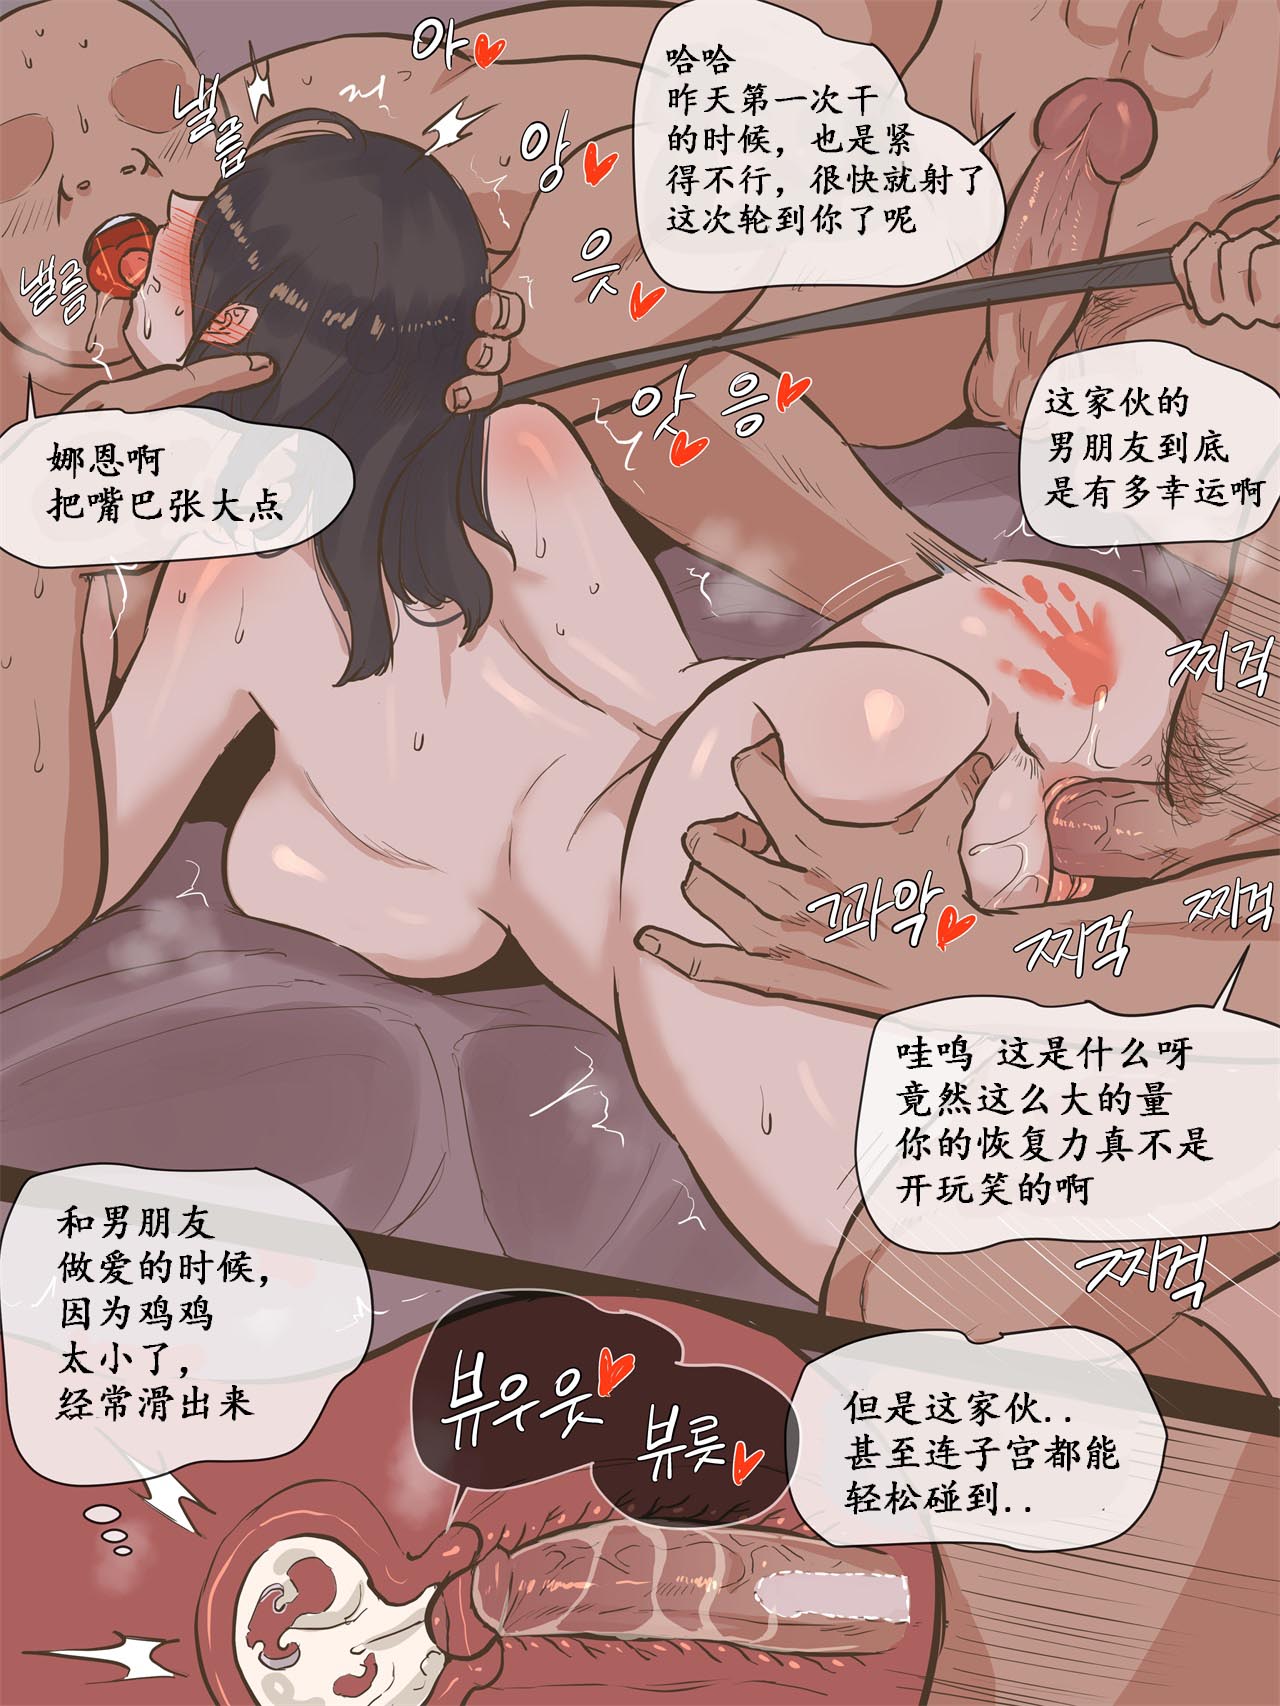 아
낼름
적
哈哈
昨天第一次干
的时候，也是紧
得不行，很快就射了
这次轮到你了呢
앙
읏
낼름
앗
응
这家伙的
男朋友到底
是有多幸运啊
娜恩啊
把嘴巴张大点
찌걱
꽈악
찌걱
찌걱
哇呜 这是什么呀
竟然这么大的量
你的恢复力真不是
开玩笑的啊
찌걱
和男朋友
做爱的时候，
因为鸡鸡
太小了，
经常滑出来
뷰우웃
뷰릇
但是这家伙..
甚至连子宫都能
轻松碰到..